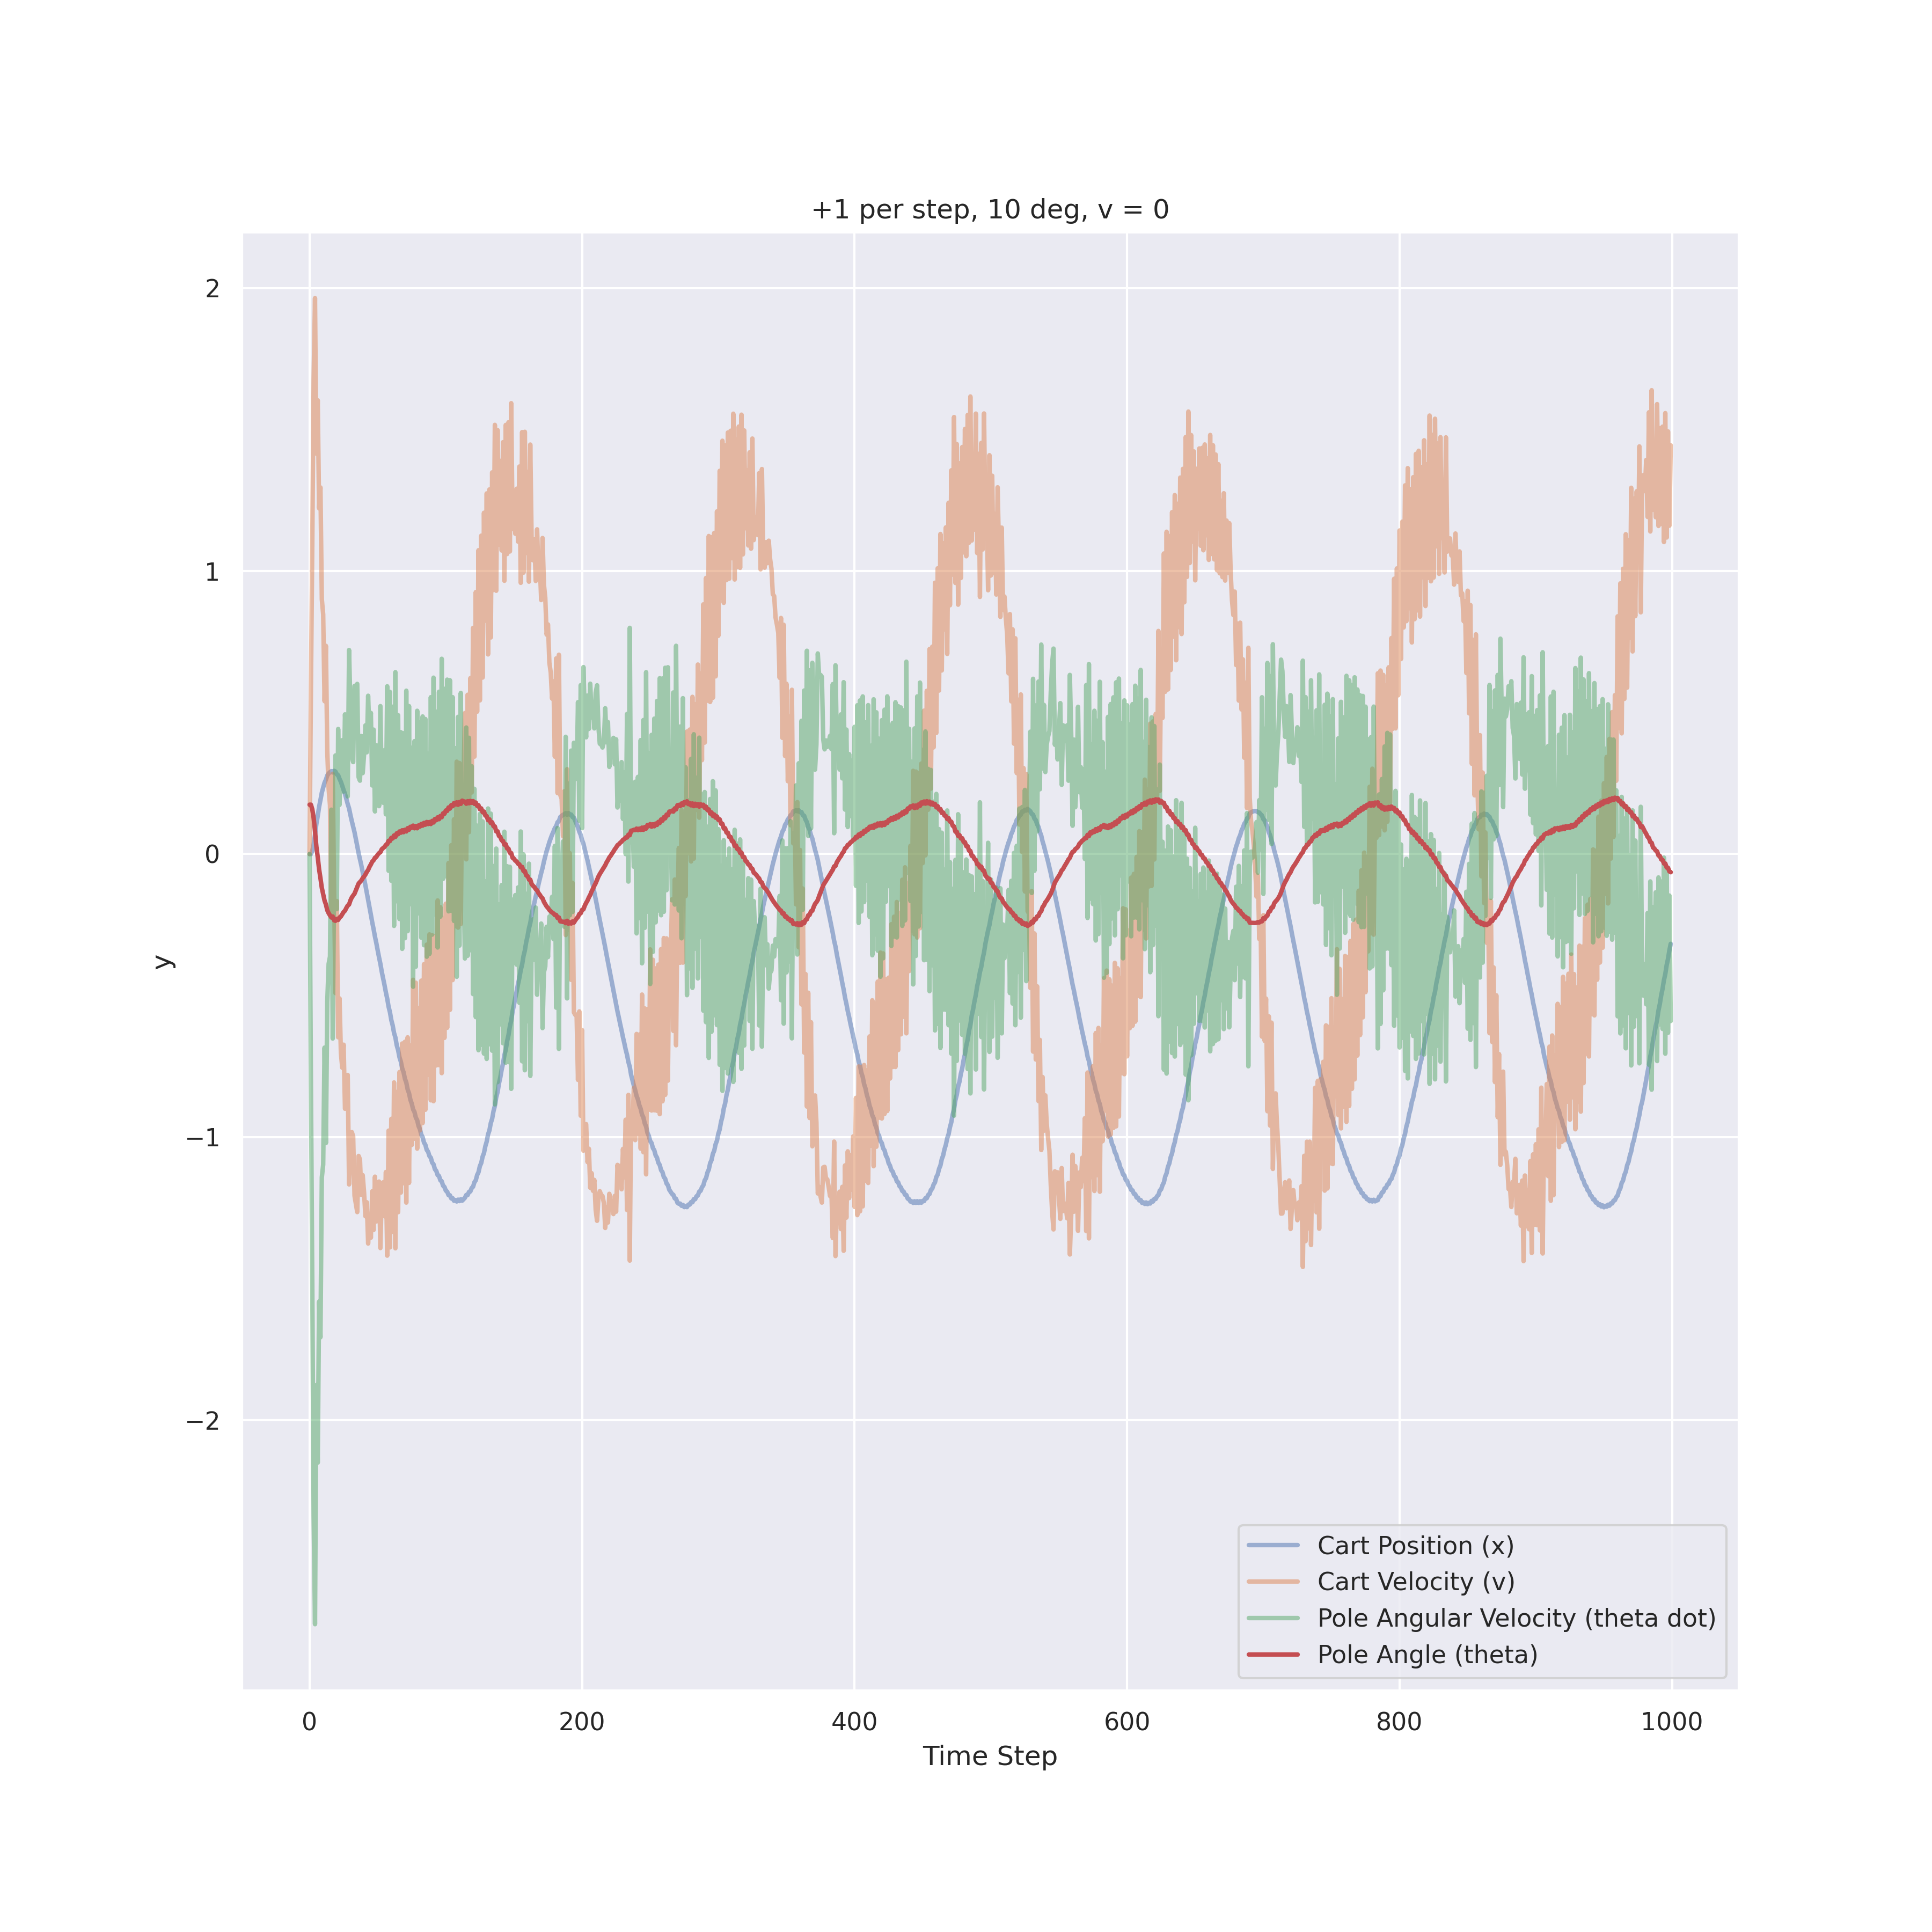 +1 per step, 10 deg, v = 0
2
1
0
−1
−2
y
0 200 400 600 800 1000
Time Step
Cart Position (x)
Cart Velocity (v)
Pole Angular Velocity (theta dot)
Pole Angle (theta)